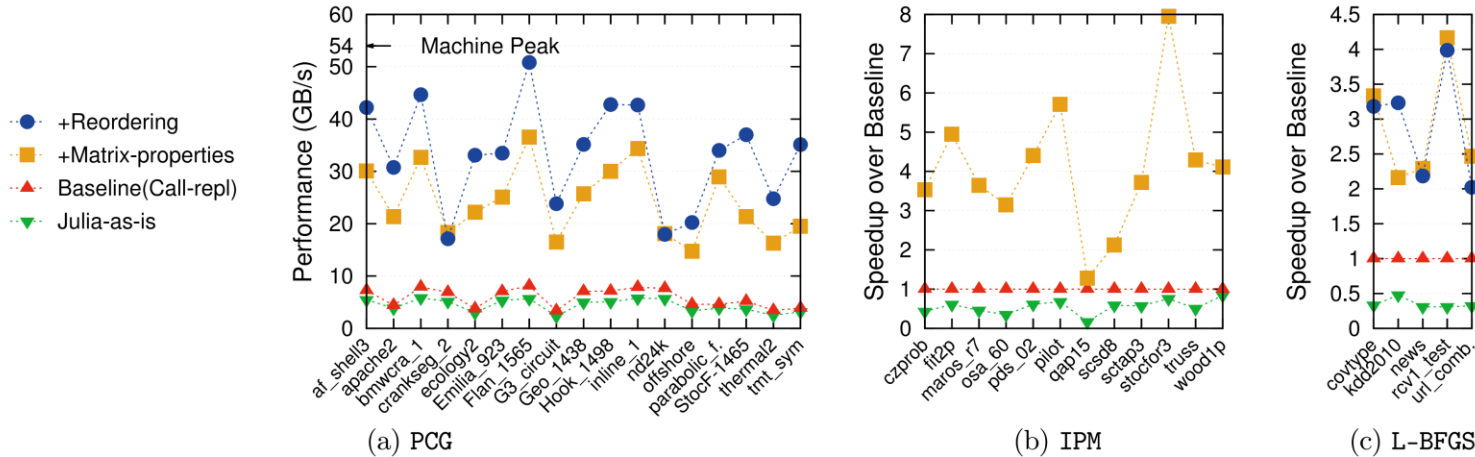 +Reordering
+Matrix-properties
Baseline(Call-repl)
Julia-as-is
Performance (GB/s)
60
54
50
40
30
20
10
0
Machine Peak
af_shell3
apache2
bmwcra_1
crankseg_2
ecology2
Emilia_923
Flan_1565
G3_circuit
Geo_1438
Hook_1498
inline_1
nd24k
offshore
parabolic_f.
StocF-1465
thermal2
tmt_sym
(a) PCG
Speedup over Baseline
8
7
6
5
4
3
2
1
0
czprob
fit2p
maros_r7
osa_60
pds_02
pilot
qap15
scsd8
sctap3
stocfor3
truss
wood1p
(b) IPM
Speedup over Baseline
4.5
4
3.5
3
2.5
2
1.5
1
0.5
0
covtype
kdd2010
news
rcv1_test
url_comb.
(c) L-BFGS